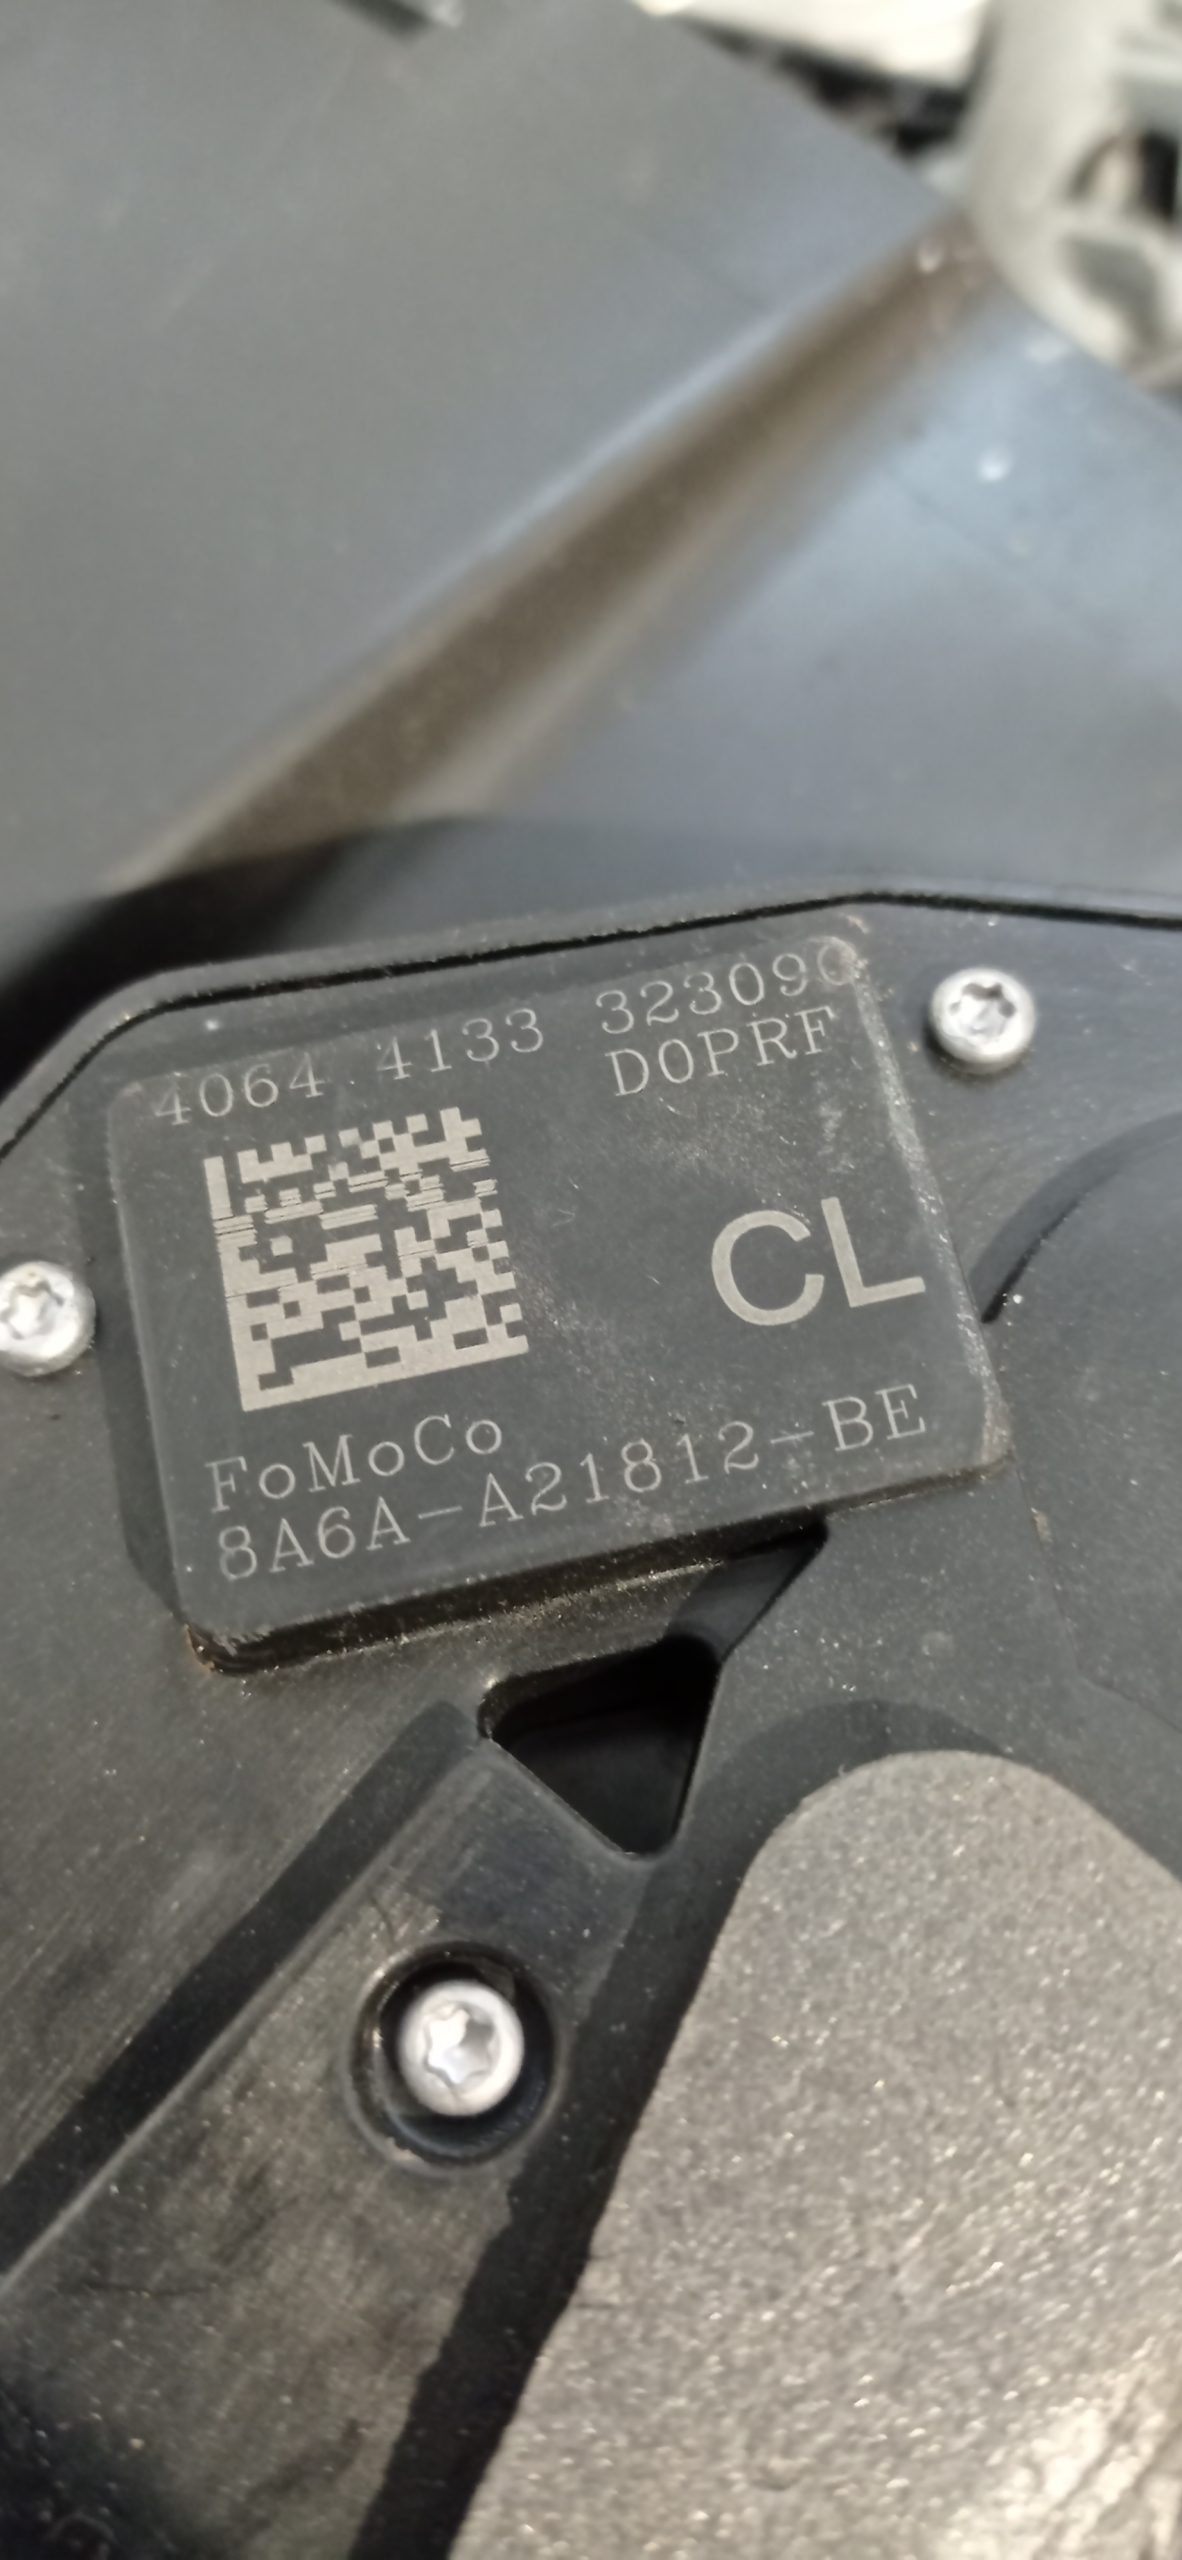 4064 4133 323090
D0PRF
CL
FoMoCo
8A6A-A21812-BE